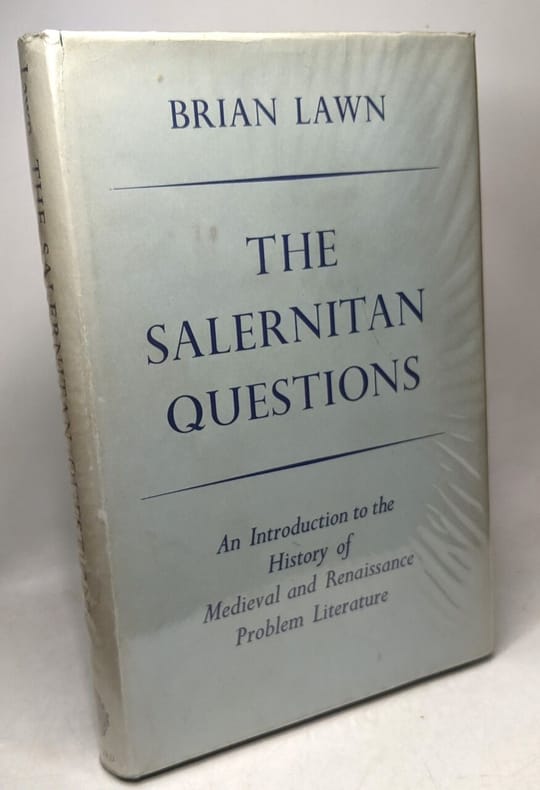 BRIAN LAWN
THE
SALERNITAN
QUESTIONS
An Introduction to the
History of
Medieval and Renaissance
Problem Literature
Lawn THE SALERNITAN QUESTIONS